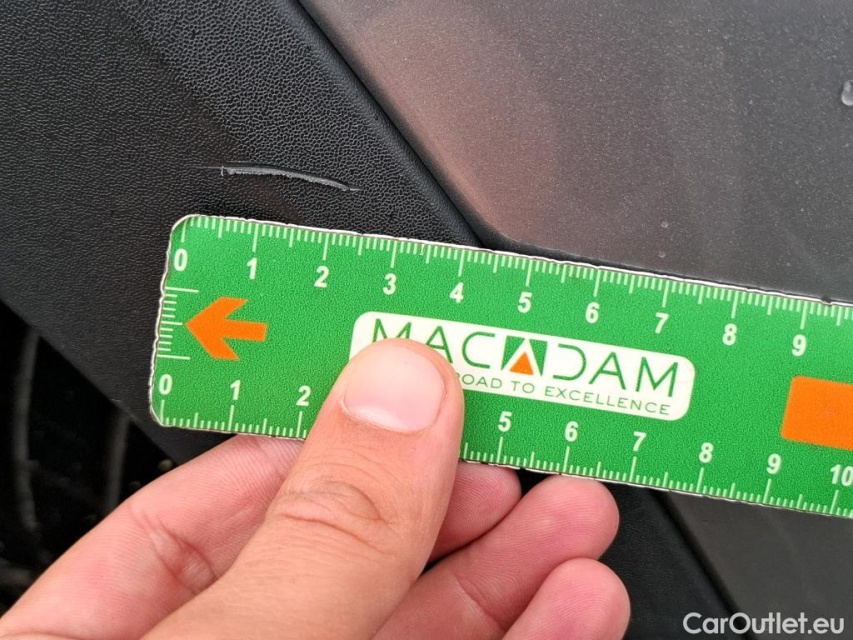 0 1 2 3 4 5 6 7 8 9
MACADAM
ROAD TO EXCELLENCE
0 1 2 5 6 7 8 9 10
CarOutlet.eu